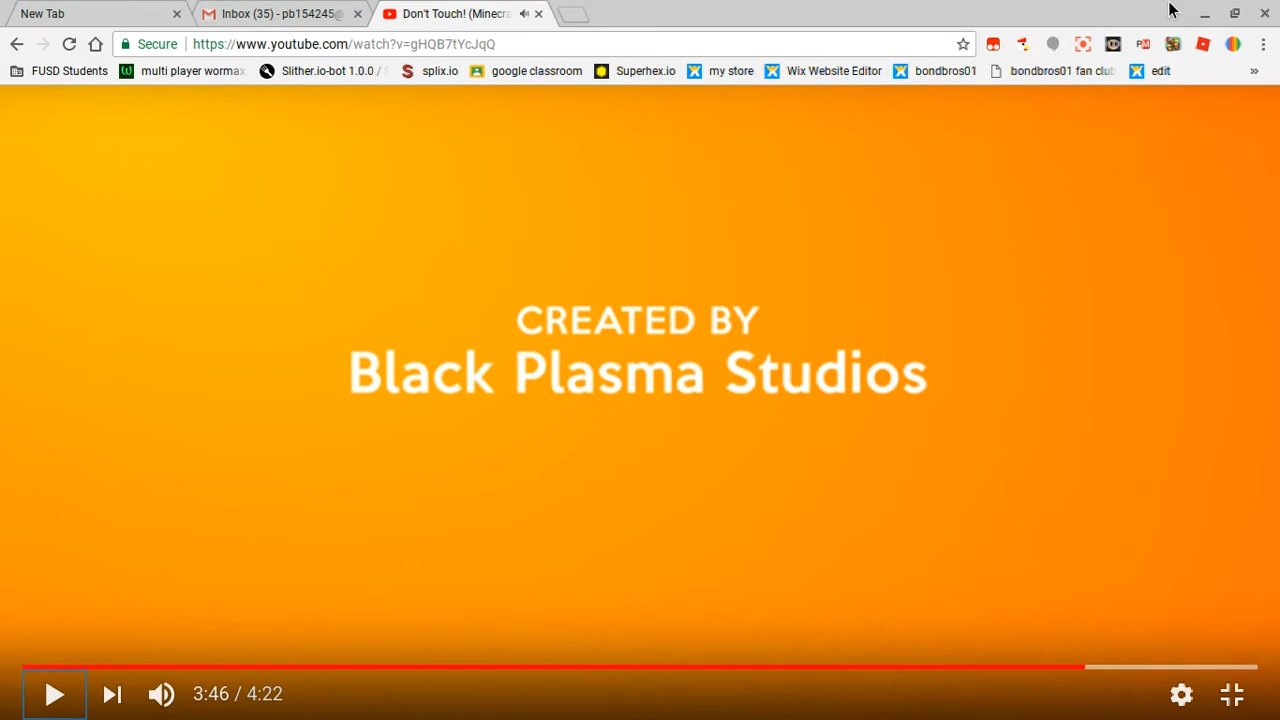 New Tab
Inbox (35) - pb154245@
Don't Touch! (Minecra
Secure https://www.youtube.com/watch?v=gHQB7tYcJqQ
FUSD Students multi player wormax Slither.io-bot 1.0.0 / splix.io google classroom Superhex.io my store Wix Website Editor bondbros01 bondbros01 fan club edit »
CREATED BY
Black Plasma Studios
3:46 / 4:22